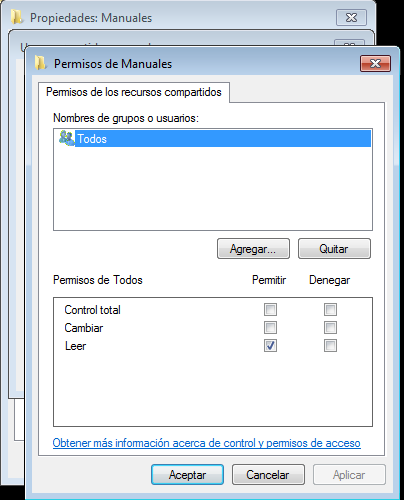 Propiedades: Manuales
Permisos de Manuales
Permisos de los recursos compartidos
Nombres de grupos o usuarios:
Todos
Agregar... Quitar
Permisos de Todos Permitir Denegar
Control total
Cambiar
Leer
Obtener más información acerca de control y permisos de acceso
Aceptar Cancelar Aplicar